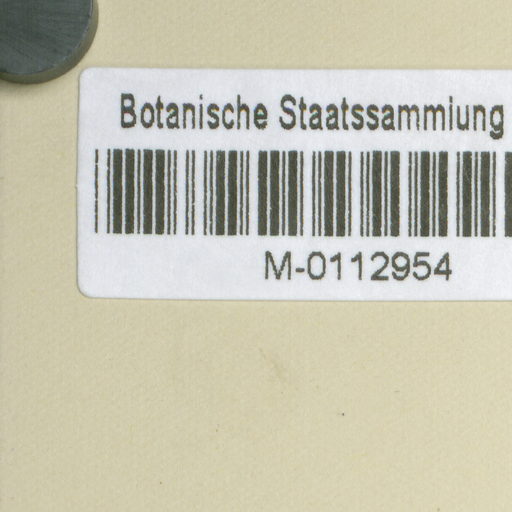 Botanische Staatssammlung
M-0112954